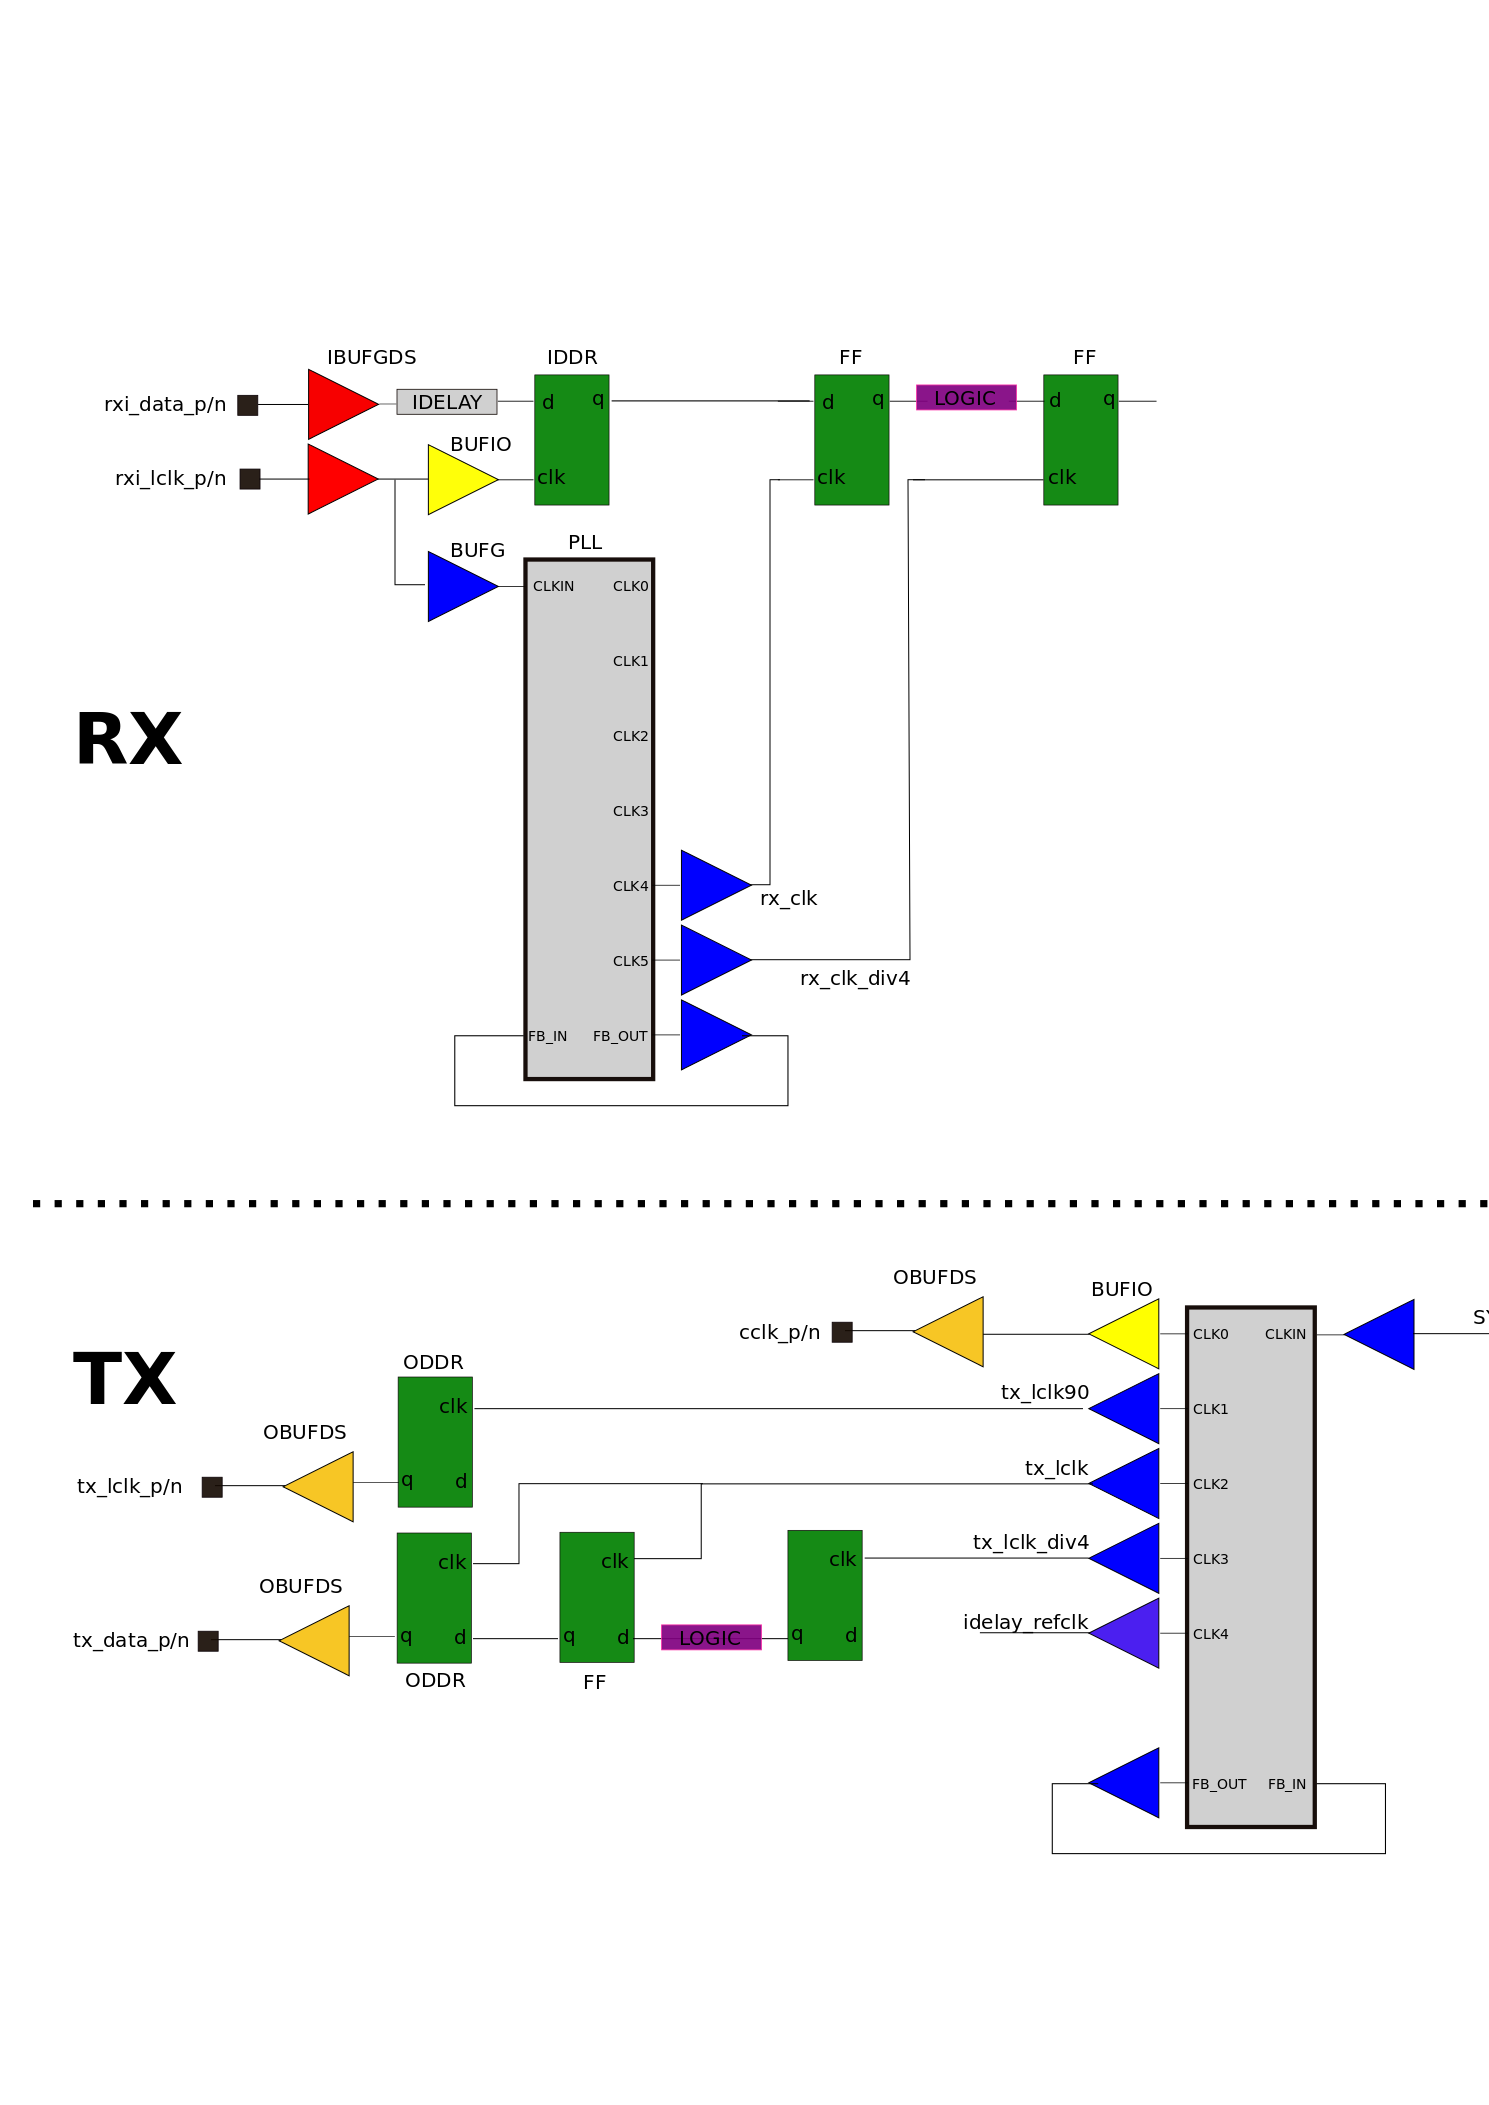 IBUFGDS
IDDR
FF
FF
rxi_data_p/n
IDELAY
d
q
d
q
LOGIC
d
q
BUFIO
rxi_lclk_p/n
clk
clk
clk
BUFG
PLL
CLKIN
CLK0
CLK1
RX
CLK2
CLK3
CLK4
rx_clk
CLK5
rx_clk_div4
FB_IN
FB_OUT
OBUFDS
BUFIO
cclk_p/n
CLK0
CLKIN
SY
TX
ODDR
tx_lclk90
clk
CLK1
OBUFDS
tx_lclk
tx_lclk_p/n
q
d
CLK2
tx_lclk_div4
clk
clk
clk
CLK3
OBUFDS
idelay_refclk
tx_data_p/n
q
d
q
d
LOGIC
q
d
CLK4
ODDR
FF
FB_OUT
FB_IN